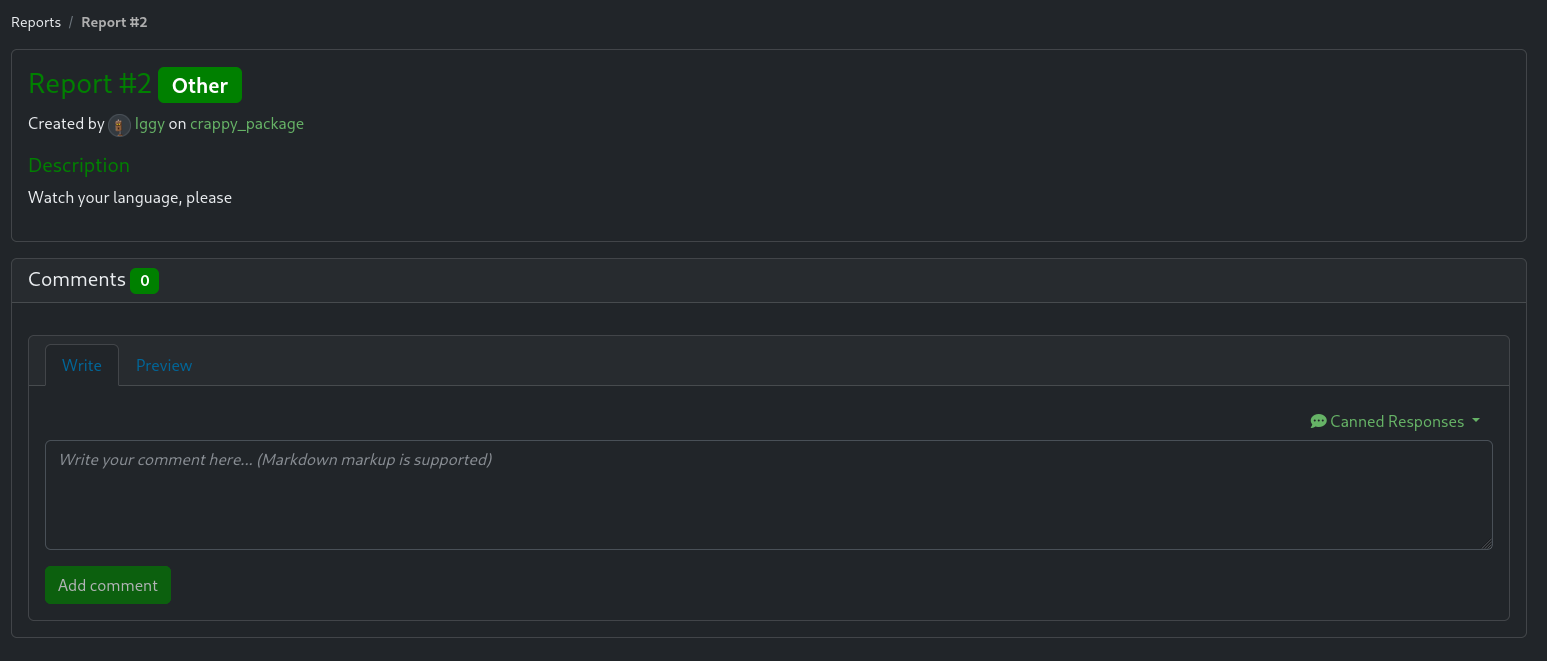 Reports / Report #2
Report #2 Other
Created by Iggy on crappy_package
Description
Watch your language, please
Comments 0
Write Preview
Canned Responses
Write your comment here... (Markdown markup is supported)
Add comment